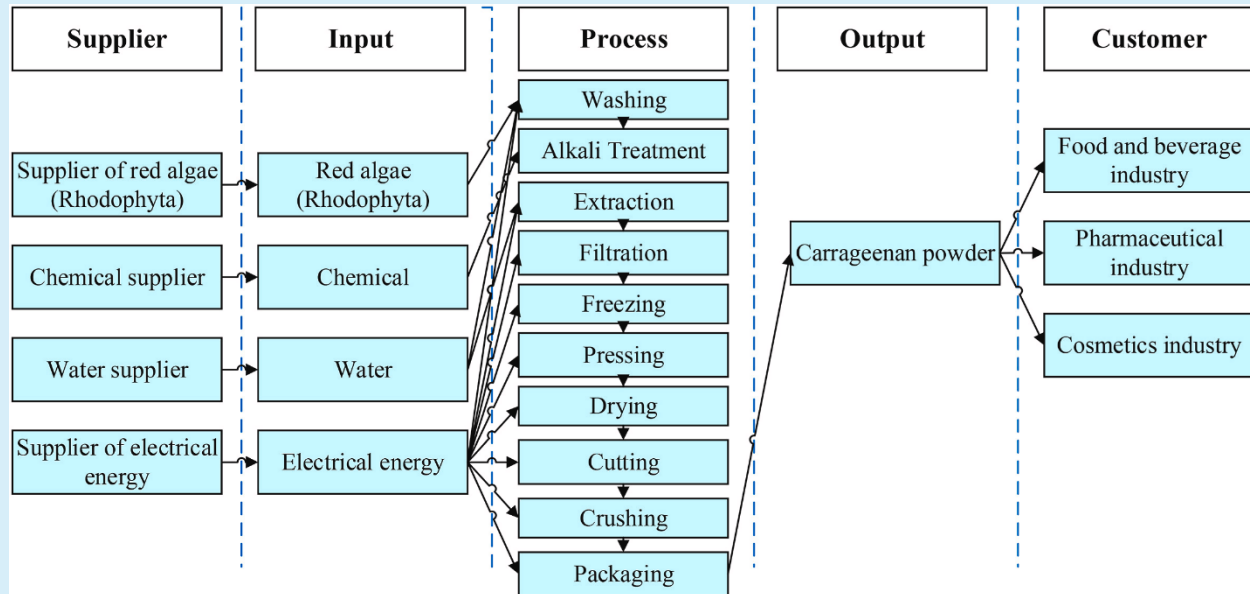 Supplier
Input
Process
Output
Customer
Supplier of red algae
(Rhodophyta)
Chemical supplier
Water supplier
Supplier of electrical
energy
Red algae
(Rhodophyta)
Chemical
Water
Electrical energy
Washing
Alkali Treatment
Extraction
Filtration
Freezing
Pressing
Drying
Cutting
Crushing
Packaging
Carrageenan powder
Food and beverage
industry
Pharmaceutical
industry
Cosmetics industry